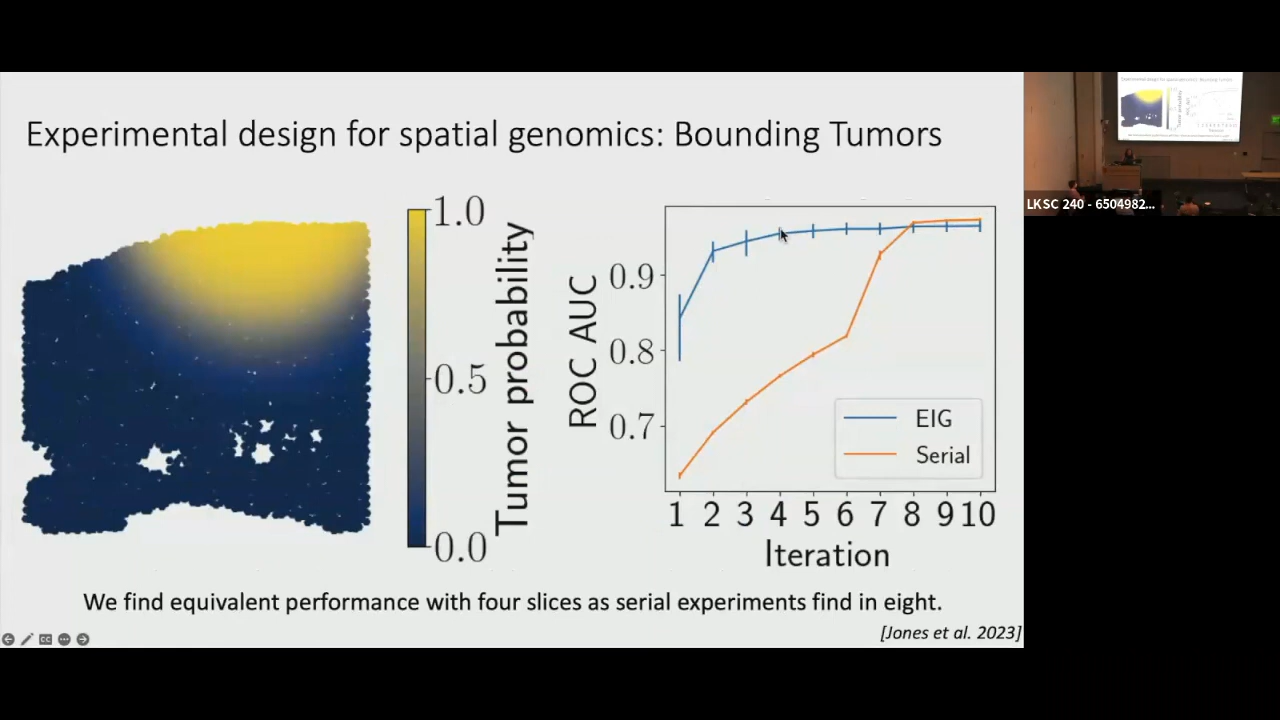 Experimental design for spatial genomics: Bounding Tumors
1.0
0.5
0.0
Tumor probability
ROC AUC
0.9
0.8
0.7
EIG
Serial
1 2 3 4 5 6 7 8 9 10
Iteration
We find equivalent performance with four slices as serial experiments find in eight.
[Jones et al. 2023]
LKSC 240 - 6504982...